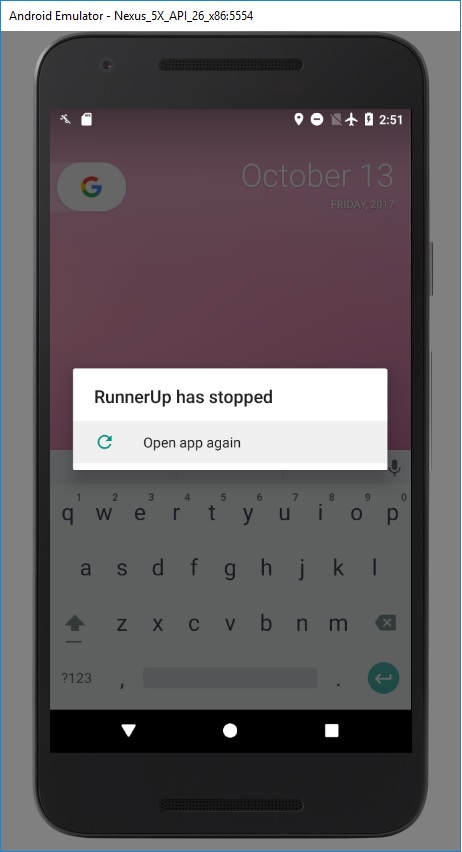 Android Emulator - Nexus_5X_API_26_x86:5554
2:51
G
October 13
FRIDAY, 2017
RunnerUp has stopped
Open app again
1 2 3 4 5 6 7 8 9 0
q w e r t y u i o p
a s d f g h j k l
z x c v b n m
?123 , .